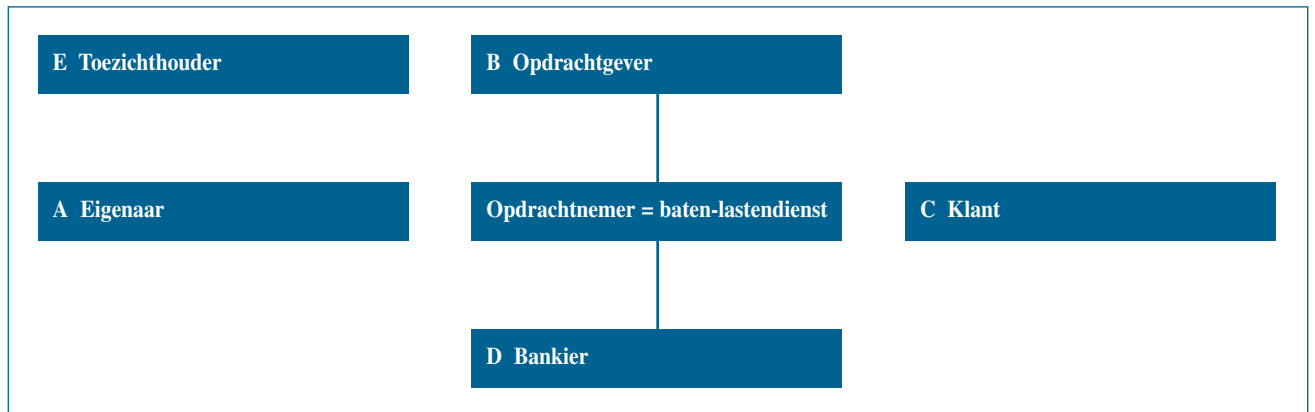 E Toezichthouder
B Opdrachtgever
A Eigenaar
Opdrachtnemer = baten-lastendienst
C Klant
D Bankier